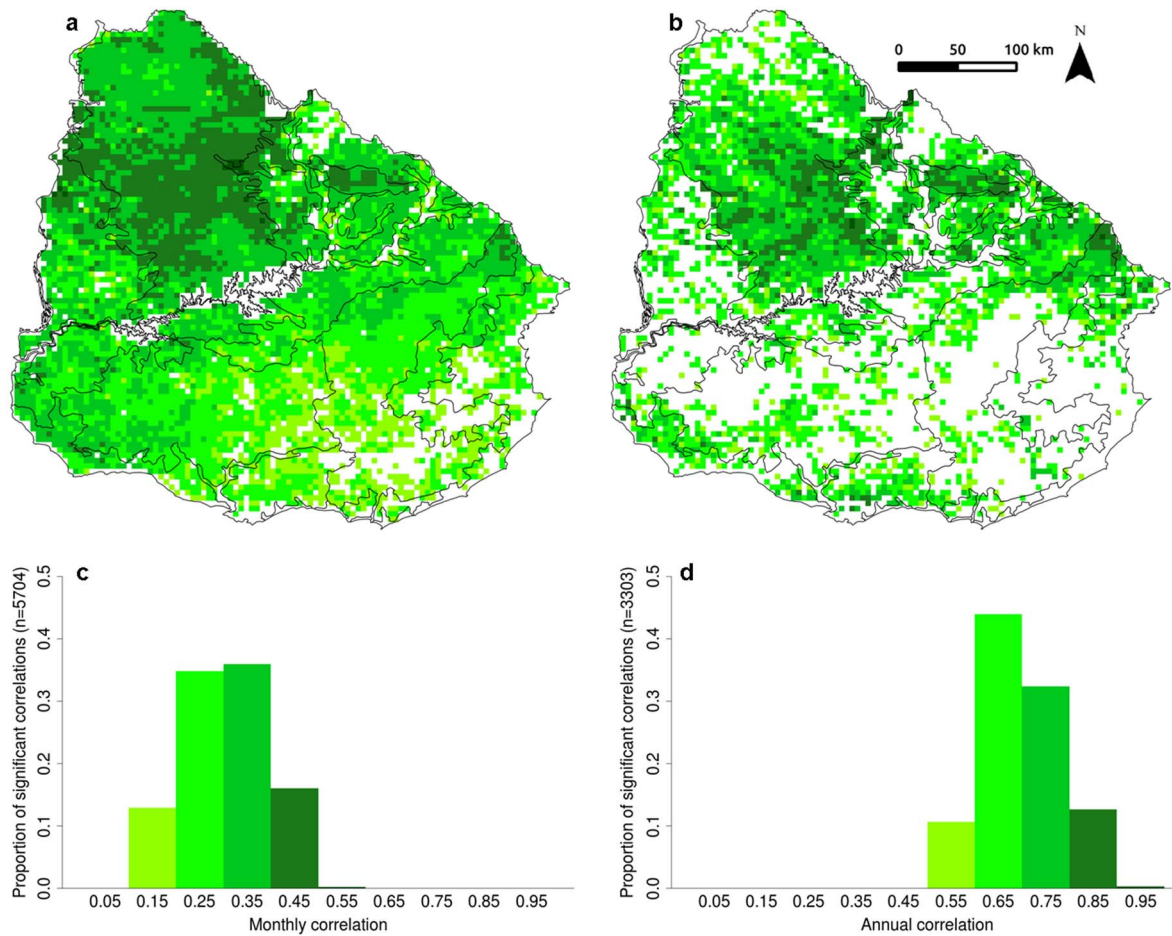 a
b
0 50 100 km
N
c
Proportion of significant correlations (n=5704)
0.5
0.4
0.3
0.2
0.1
0.0
0.05 0.15 0.25 0.35 0.45 0.55 0.65 0.75 0.85 0.95
Monthly correlation
d
Proportion of significant correlations (n=3303)
0.5
0.4
0.3
0.2
0.1
0.0
0.05 0.15 0.25 0.35 0.45 0.55 0.65 0.75 0.85 0.95
Annual correlation